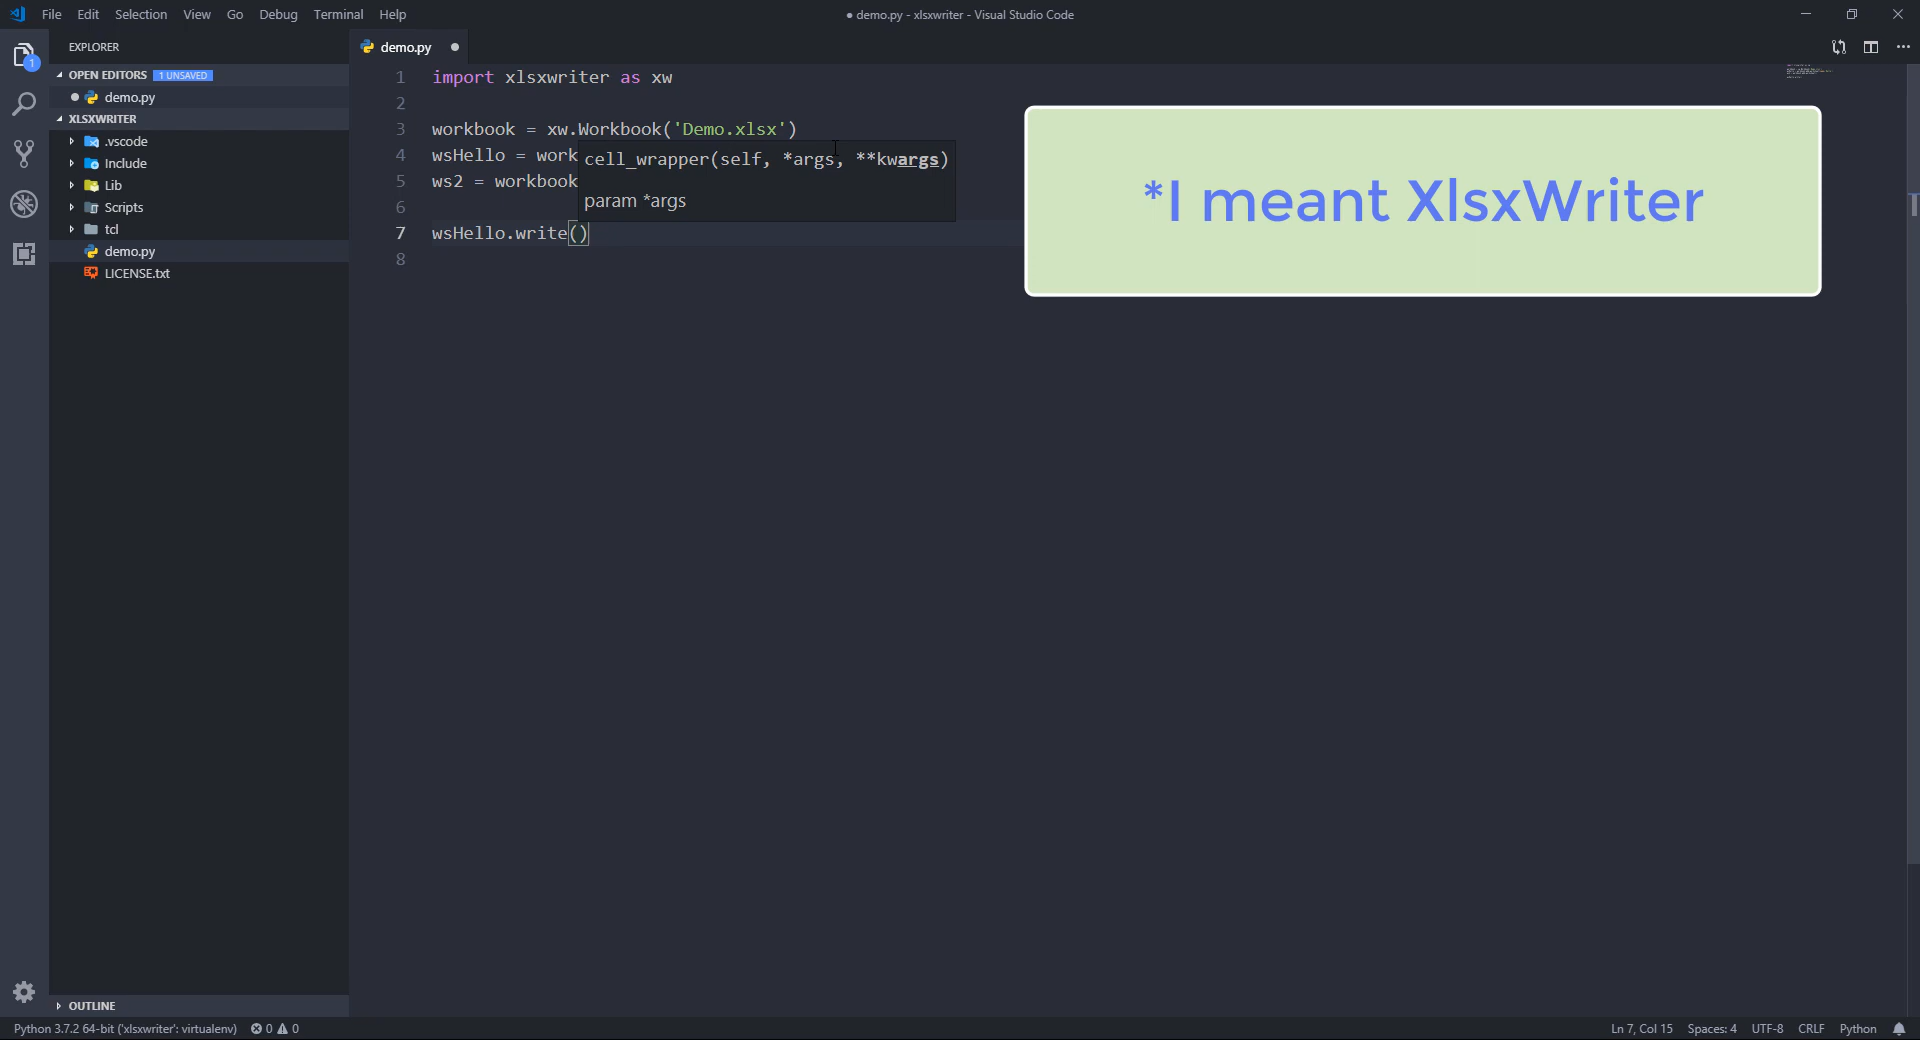 File Edit Selection View Go Debug Terminal Help
● demo.py - xlsxwriter - Visual Studio Code
EXPLORER
demo.py
OPEN EDITORS 1 UNSAVED
demo.py
XLSXWRITER
.vscode
Include
Lib
Scripts
tcl
demo.py
LICENSE.txt
OUTLINE
1
1 import xlsxwriter as xw
2
3 workbook = xw.Workbook('Demo.xlsx')
4 wsHello = work
5 ws2 = workbook
6
7 wsHello.write()
8
cell_wrapper(self, *args, **kwargs)
param *args
*I meant XlsxWriter
Python 3.7.2 64-bit ('xlsxwriter': virtualenv) 0 0
Ln 7, Col 15 Spaces: 4 UTF-8 CRLF Python